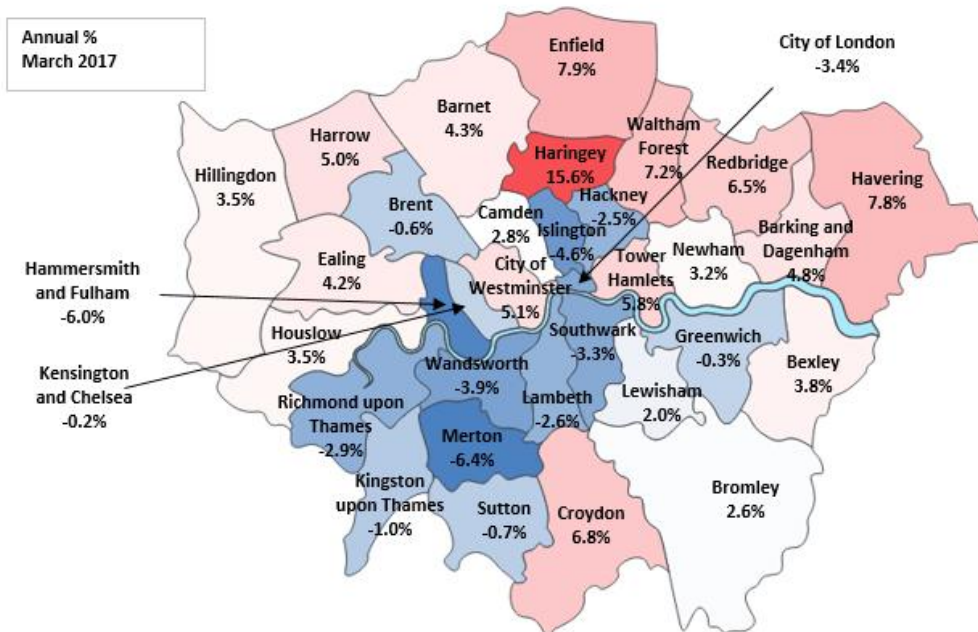 Annual %
March 2017
Enfield
7.9%
City of London
-3.4%
Barnet
4.3%
Harrow
5.0%
Waltham
Forest
7.2%
Haringey
15.6%
Redbridge
6.5%
Havering
7.8%
Hillingdon
3.5%
Hackney
-2.5%
Brent
-0.6%
Camden
2.8%
Islington
-4.6%
Barking and
Dagenham
4.8%
Newham
3.2%
Tower
Hamlets
5.8%
Ealing
4.2%
City of
Westminster
5.1%
Hammersmith
and Fulham
-6.0%
Houslow
3.5%
Southwark
-3.3%
Greenwich
-0.3%
Bexley
3.8%
Wandsworth
-3.9%
Kensington
and Chelsea
-0.2%
Lambeth
-2.6%
Lewisham
2.0%
Richmond upon
Thames
-2.9%
Merton
-6.4%
Kingston
upon Thames
-1.0%
Sutton
-0.7%
Croydon
6.8%
Bromley
2.6%